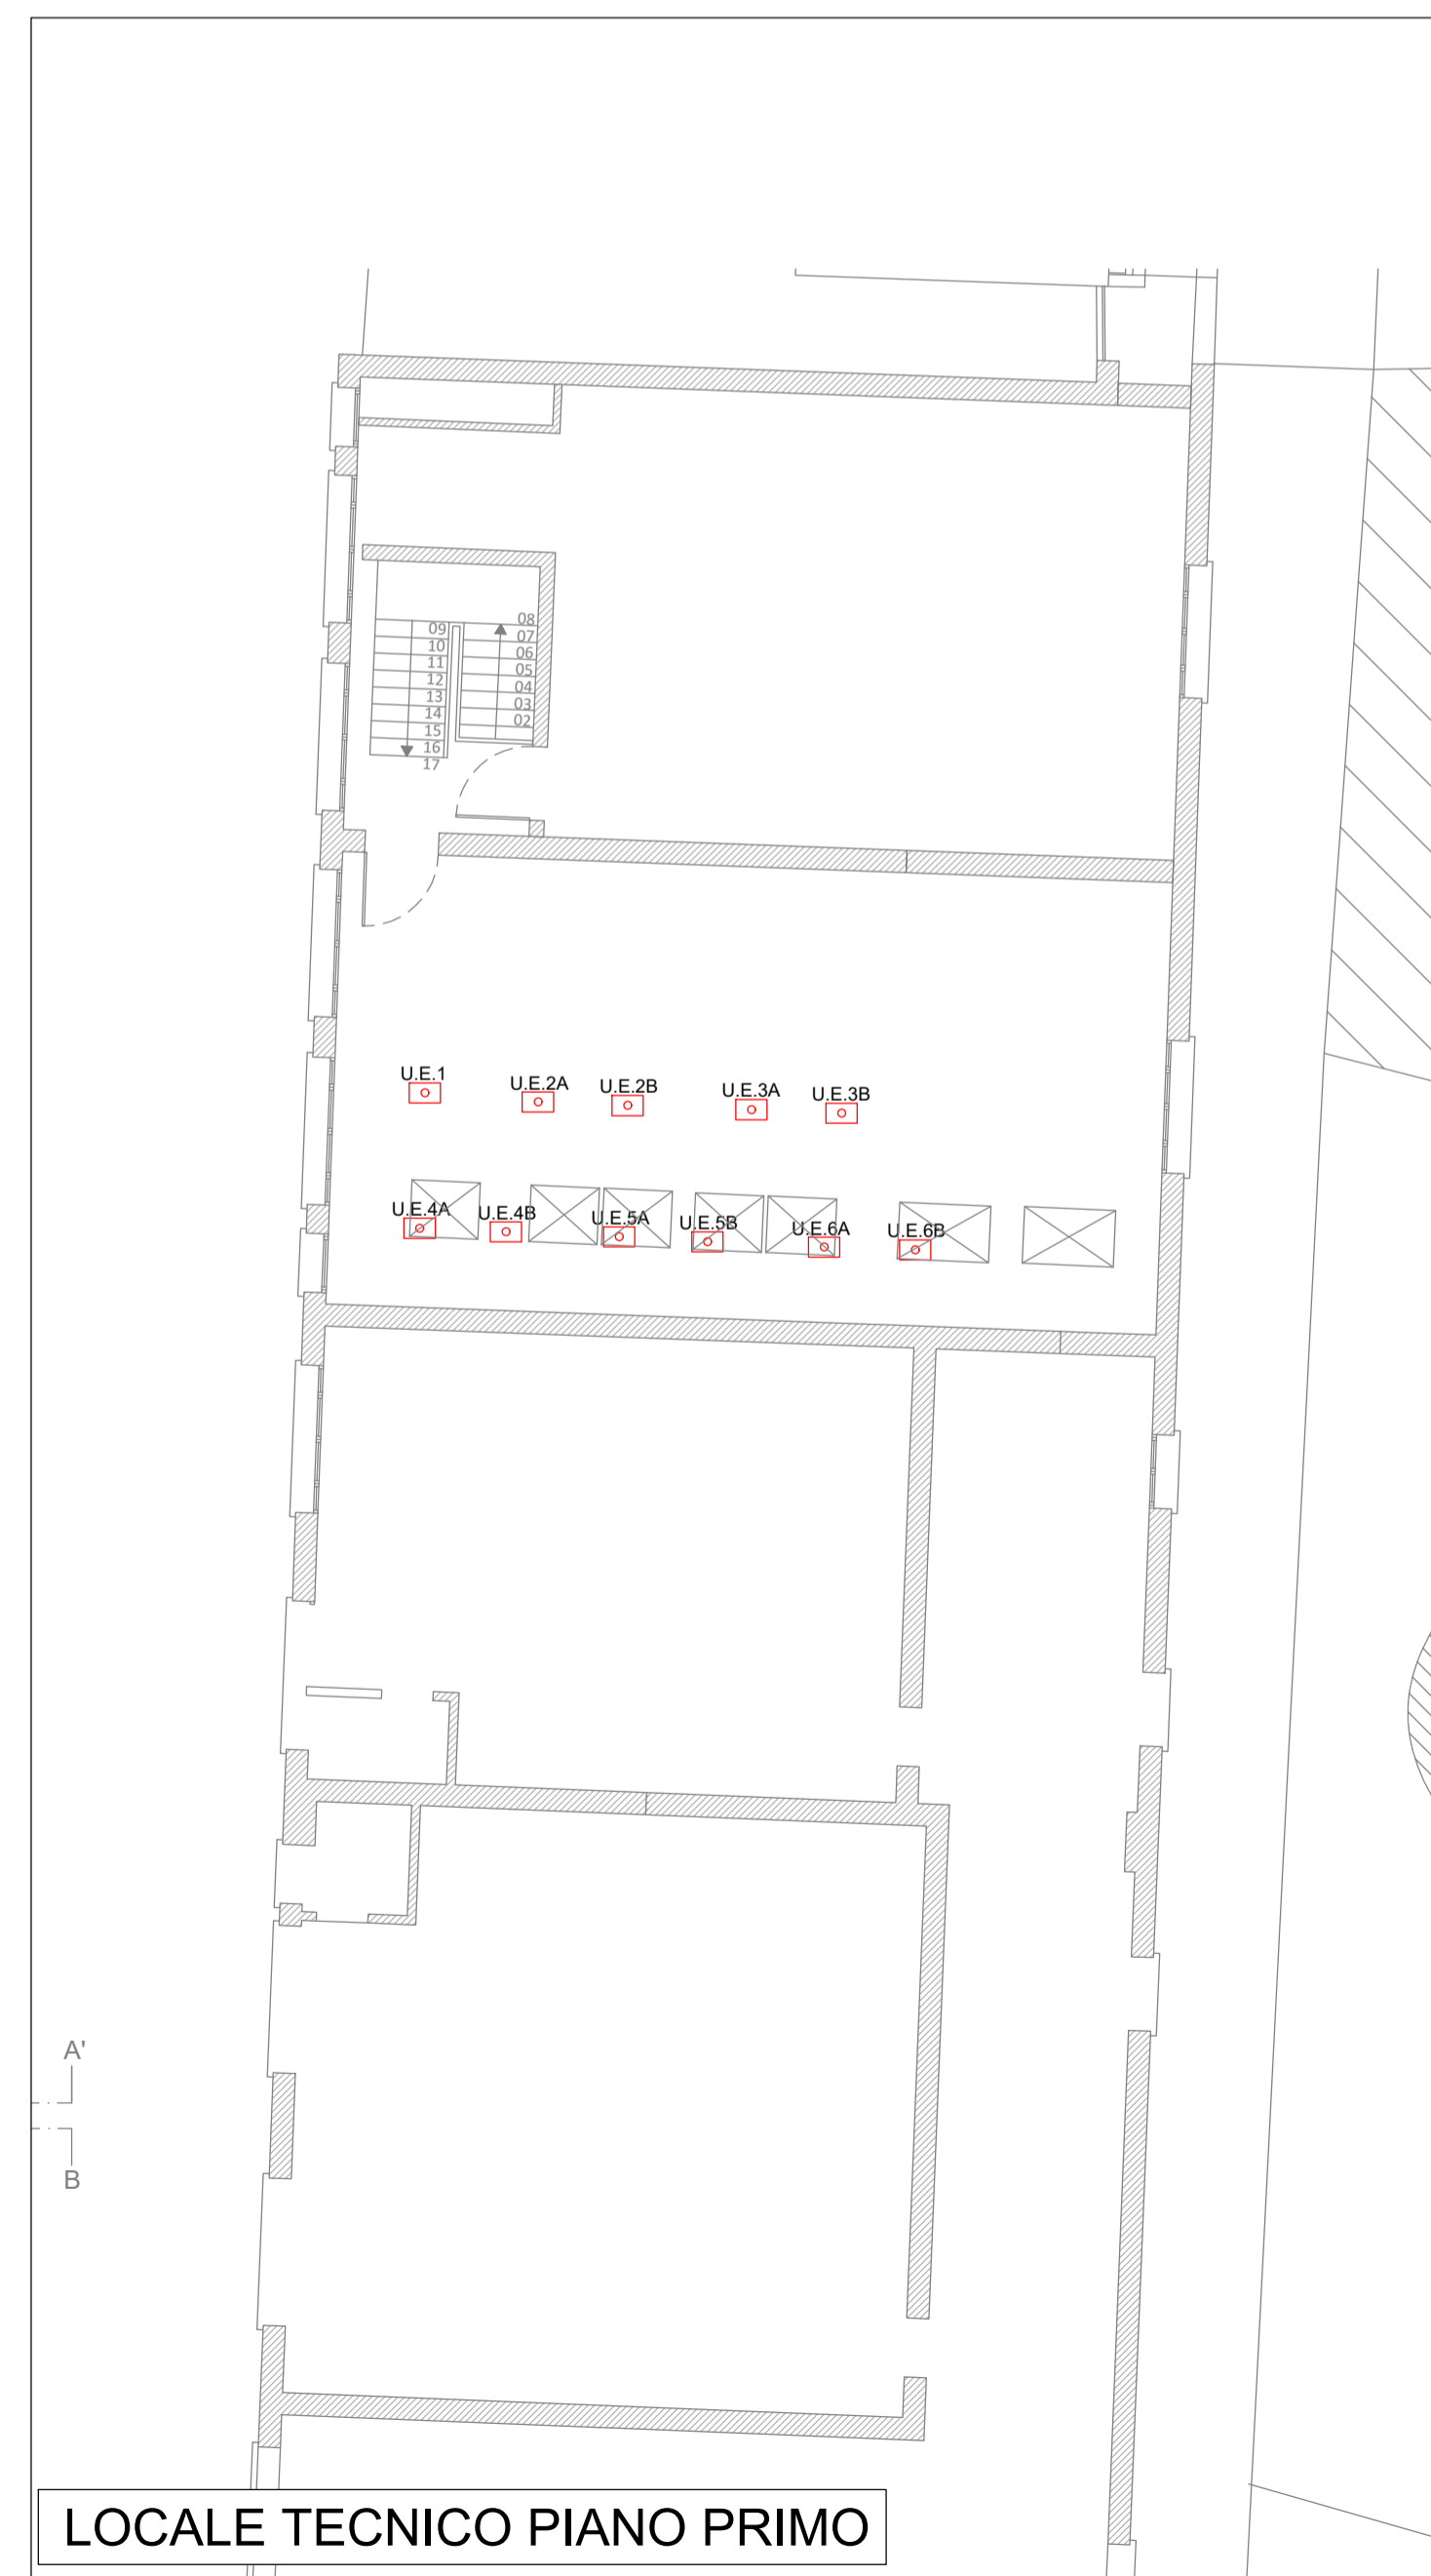 08
09
07
10
06
11
05
12
04
13
03
14
02
15
16
17
U.E.1
U.E.2A
U.E.2B
U.E.3A
U.E.3B
U.E.4A
U.E.4B
U.E.5A
U.E.5B
U.E.6A
U.E.6B
A'
B
LOCALE TECNICO PIANO PRIMO